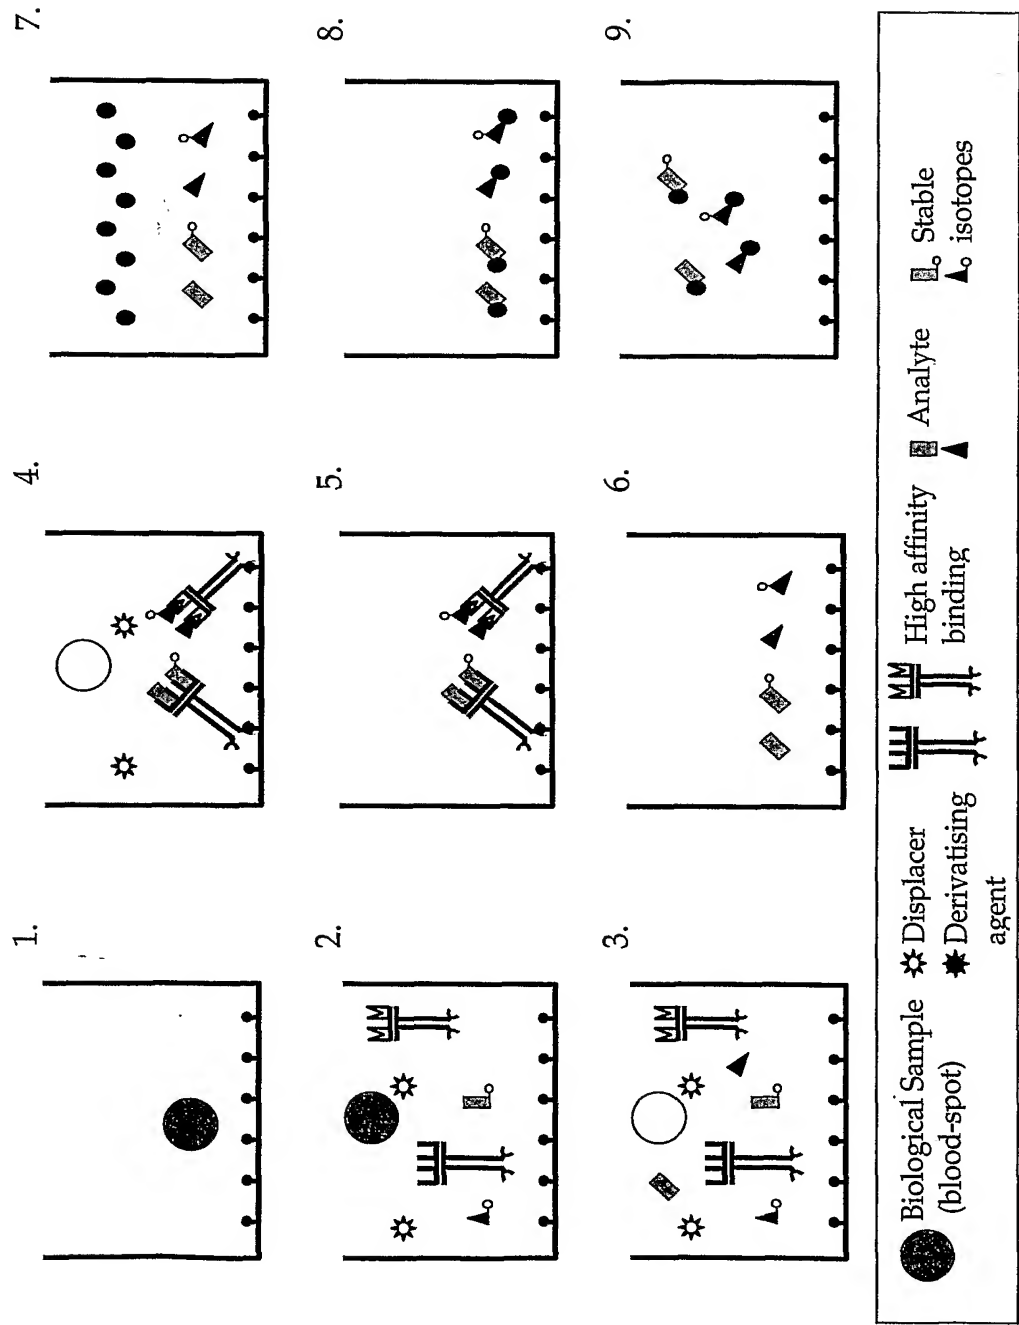 1.
2.
3.
4.
5.
6.
7.
8.
9.
Biological Sample
(blood-spot)
Displacer
Derivatising
agent
High affinity
binding
Analyte
Stable
isotopes